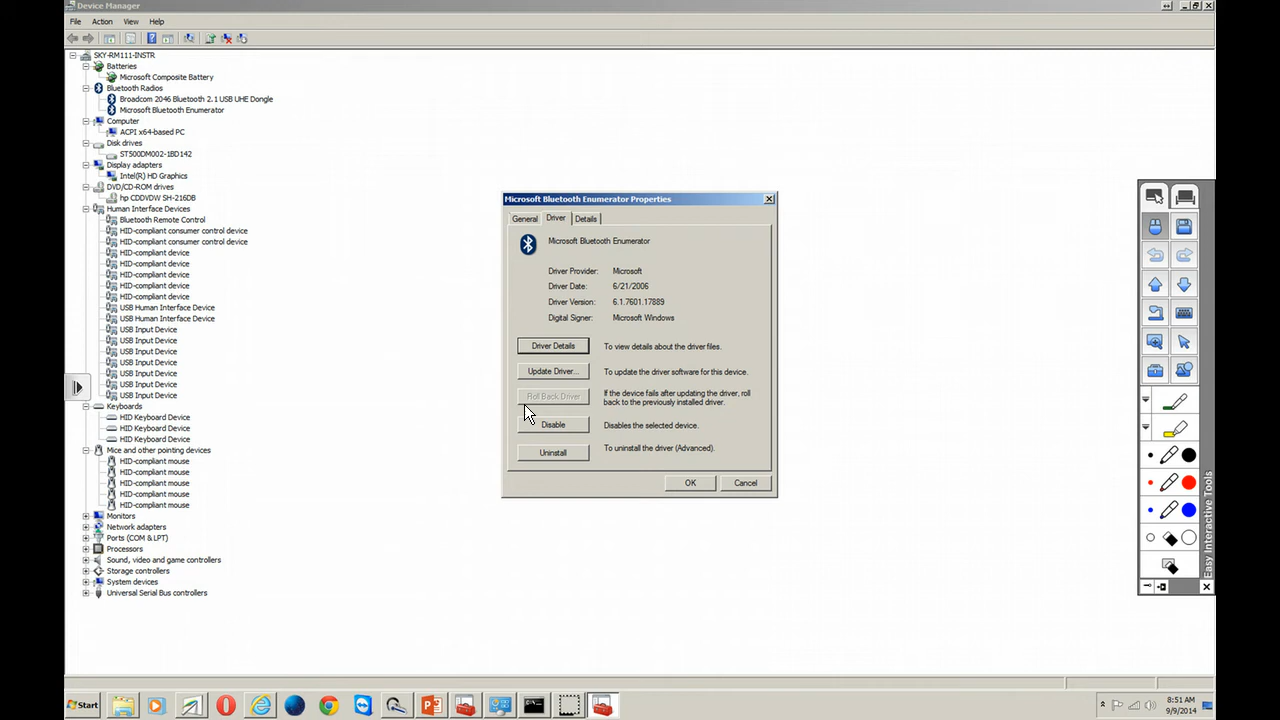 Device Manager
File Action View Help
SKY-RM111-INSTR
Batteries
Microsoft Composite Battery
Bluetooth Radios
Broadcom 2046 Bluetooth 2.1 USB UHE Dongle
Microsoft Bluetooth Enumerator
Computer
ACPI x64-based PC
Disk drives
ST500DM002-1BD142
Display adapters
Intel(R) HD Graphics
DVD/CD-ROM drives
hp CDDVDW SH-216DB
Human Interface Devices
Bluetooth Remote Control
HID-compliant consumer control device
HID-compliant consumer control device
HID-compliant device
HID-compliant device
HID-compliant device
HID-compliant device
HID-compliant device
USB Human Interface Device
USB Human Interface Device
USB Input Device
USB Input Device
USB Input Device
USB Input Device
USB Input Device
USB Input Device
USB Input Device
Keyboards
HID Keyboard Device
HID Keyboard Device
HID Keyboard Device
Mice and other pointing devices
HID-compliant mouse
HID-compliant mouse
HID-compliant mouse
HID-compliant mouse
HID-compliant mouse
Monitors
Network adapters
Ports (COM & LPT)
Processors
Sound, video and game controllers
Storage controllers
System devices
Universal Serial Bus controllers
Microsoft Bluetooth Enumerator Properties
General Driver Details
Microsoft Bluetooth Enumerator
Driver Provider: Microsoft
Driver Date: 6/21/2006
Driver Version: 6.1.7601.17889
Digital Signer: Microsoft Windows
Driver Details To view details about the driver files.
Update Driver... To update the driver software for this device.
Roll Back Driver If the device fails after updating the driver, roll
back to the previously installed driver.
Disable Disables the selected device.
Uninstall To uninstall the driver (Advanced).
OK Cancel
Easy Interactive Tools
Start
8:51 AM
9/9/2014